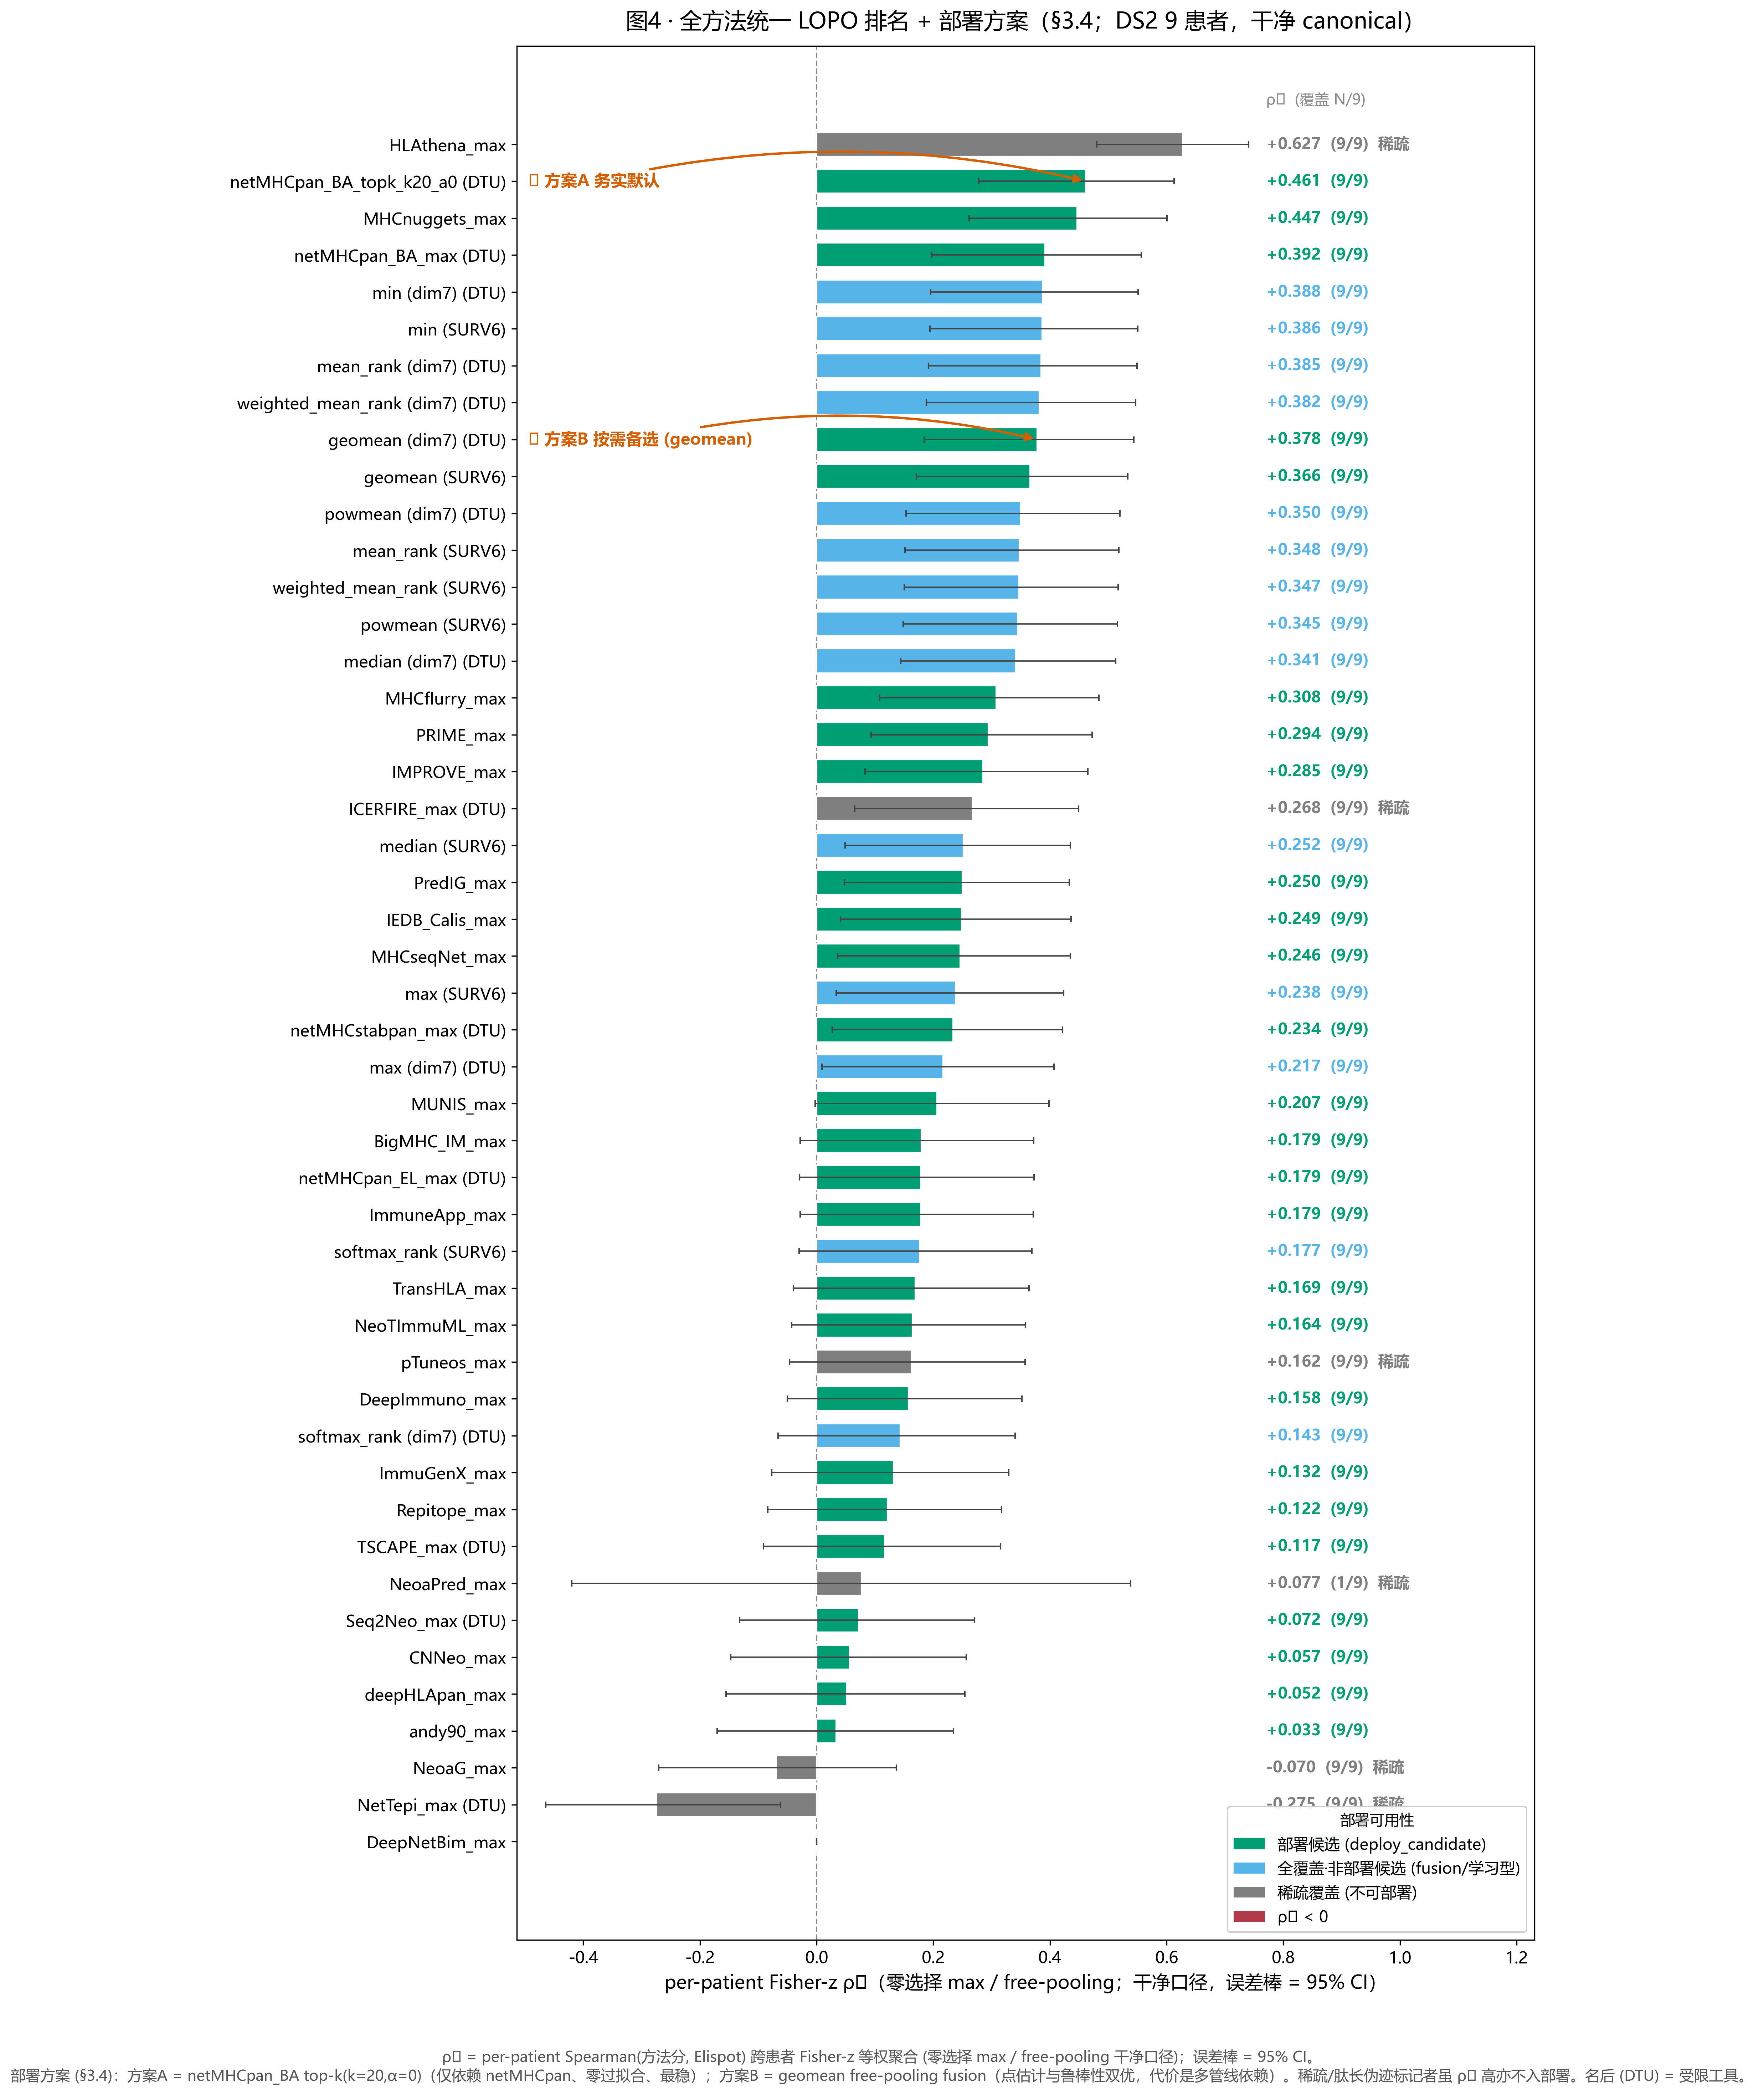 图4 · 全方法统一 LOPO 排名 + 部署方案（§3.4；DS2 9 患者，干净 canonical）
ρ▯ (覆盖 N/9)
HLAthena_max +0.627 (9/9) 稀疏
netMHCpan_BA_topk_k20_a0 (DTU) ▯ 方案A 务实默认 +0.461 (9/9)
MHCnuggets_max +0.447 (9/9)
netMHCpan_BA_max (DTU) +0.392 (9/9)
min (dim7) (DTU) +0.388 (9/9)
min (SURV6) +0.386 (9/9)
mean_rank (dim7) (DTU) +0.385 (9/9)
weighted_mean_rank (dim7) (DTU) +0.382 (9/9)
geomean (dim7) (DTU) ▯ 方案B 按需备选 (geomean) +0.378 (9/9)
geomean (SURV6) +0.366 (9/9)
powmean (dim7) (DTU) +0.350 (9/9)
mean_rank (SURV6) +0.348 (9/9)
weighted_mean_rank (SURV6) +0.347 (9/9)
powmean (SURV6) +0.345 (9/9)
median (dim7) (DTU) +0.341 (9/9)
MHCflurry_max +0.308 (9/9)
PRIME_max +0.294 (9/9)
IMPROVE_max +0.285 (9/9)
ICERFIRE_max (DTU) +0.268 (9/9) 稀疏
median (SURV6) +0.252 (9/9)
PredIG_max +0.250 (9/9)
IEDB_Calis_max +0.249 (9/9)
MHCseqNet_max +0.246 (9/9)
max (SURV6) +0.238 (9/9)
netMHCstabpan_max (DTU) +0.234 (9/9)
max (dim7) (DTU) +0.217 (9/9)
MUNIS_max +0.207 (9/9)
BigMHC_IM_max +0.179 (9/9)
netMHCpan_EL_max (DTU) +0.179 (9/9)
ImmuneApp_max +0.179 (9/9)
softmax_rank (SURV6) +0.177 (9/9)
TransHLA_max +0.169 (9/9)
NeoTImmuML_max +0.164 (9/9)
pTuneos_max +0.162 (9/9) 稀疏
DeepImmuno_max +0.158 (9/9)
softmax_rank (dim7) (DTU) +0.143 (9/9)
ImmuGenX_max +0.132 (9/9)
Repitope_max +0.122 (9/9)
TSCAPE_max (DTU) +0.117 (9/9)
NeoaPred_max +0.077 (1/9) 稀疏
Seq2Neo_max (DTU) +0.072 (9/9)
CNNeo_max +0.057 (9/9)
deepHLApan_max +0.052 (9/9)
andy90_max +0.033 (9/9)
NeoaG_max -0.070 (9/9) 稀疏
NetTepi_max (DTU) -0.275 (9/9) 稀疏
DeepNetBim_max
部署可用性
部署候选 (deploy_candidate)
全覆盖·非部署候选 (fusion/学习型)
稀疏覆盖 (不可部署)
ρ▯ < 0
-0.4 -0.2 0.0 0.2 0.4 0.6 0.8 1.0 1.2
per-patient Fisher-z ρ▯（零选择 max / free-pooling；干净口径，误差棒 = 95% CI）
ρ▯ = per-patient Spearman(方法分, Elispot) 跨患者 Fisher-z 等权聚合 (零选择 max / free-pooling 干净口径)；误差棒 = 95% CI。
部署方案 (§3.4)：方案A = netMHCpan_BA top-k(k=20,α=0)（仅依赖 netMHCpan、零过拟合、最稳）；方案B = geomean free-pooling fusion（点估计与鲁棒性双优，代价是多管线依赖）。稀疏/肽长伪迹标记者虽 ρ▯ 高亦不入部署。名后 (DTU) = 受限工具。